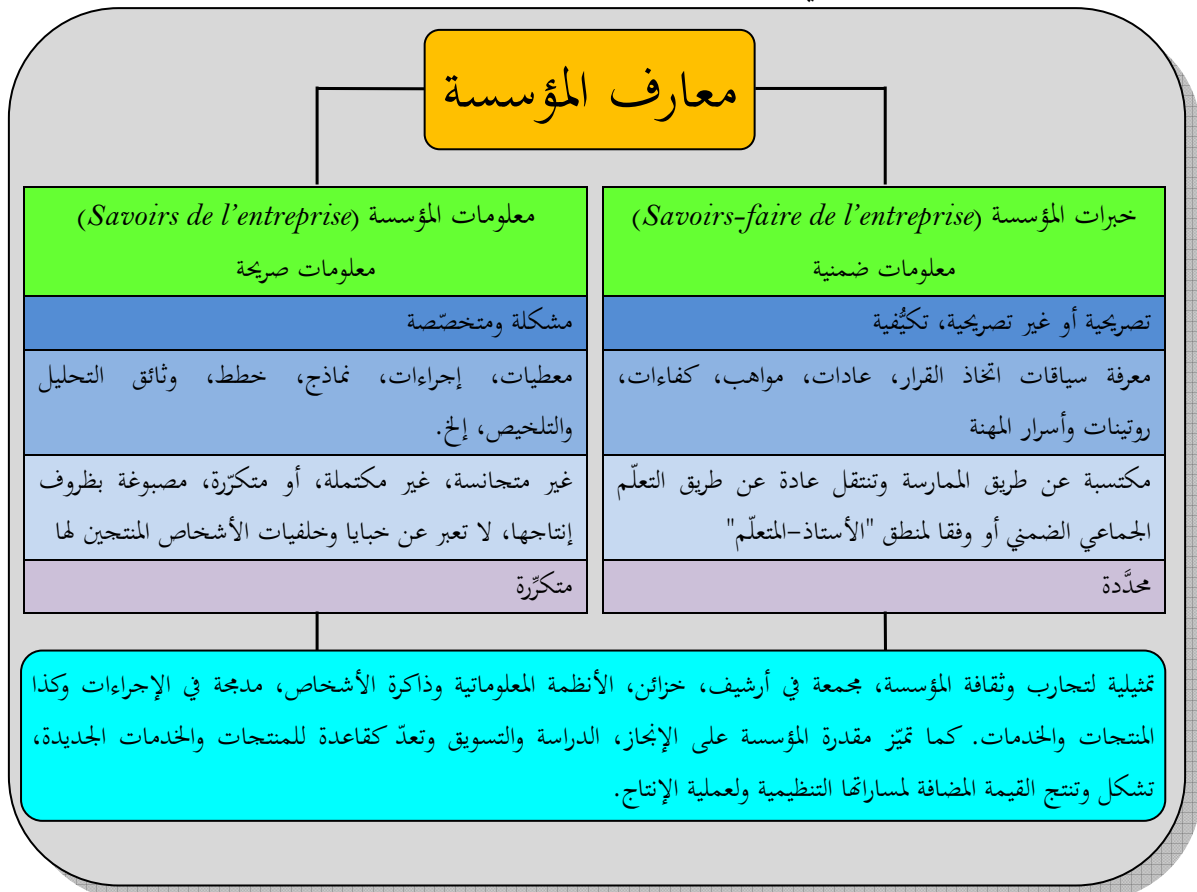 معارف المؤسسة
خبرات المؤسسة (Savoirs-faire de l'entreprise)
معلومات ضمنية
تصريحية أو غير تصريحية، تكيُّفية
معرفة سياقات اتخاذ القرار، عادات، مواهب، كفاءات،
روتينات وأسرار المهنة
مكتسبة عن طريق الممارسة وتنتقل عادة عن طريق التعلّم
الجماعي الضمني أو وفقا لمنطق "الأستاذ-المتعلّم"
محدَّدة
معلومات المؤسسة (Savoirs de l'entreprise)
معلومات صريحة
مشكلة ومتخصّصة
معطيات، إجراءات، نماذج، خطط، وثائق التحليل
والتلخيص، إلخ.
غير متجانسة، غير مكتملة، أو متكرّرة، مصبوغة بظروف
إنتاجها، لا تعبر عن خبايا وخلفيات الأشخاص المنتجين لها
متكرِّرة
تمثيلية لتجارب وثقافة المؤسسة، مجمعة في أرشيف، خزائن، الأنظمة المعلوماتية وذاكرة الأشخاص، مدمجة في الإجراءات وكذا
المنتجات والخدمات. كما تميّز مقدرة المؤسسة على الإنجاز، الدراسة والتسويق وتعدّ كقاعدة للمنتجات والخدمات الجديدة،
تشكل وتنتج القيمة المضافة لمساراتها التنظيمية ولعملية الإنتاج.